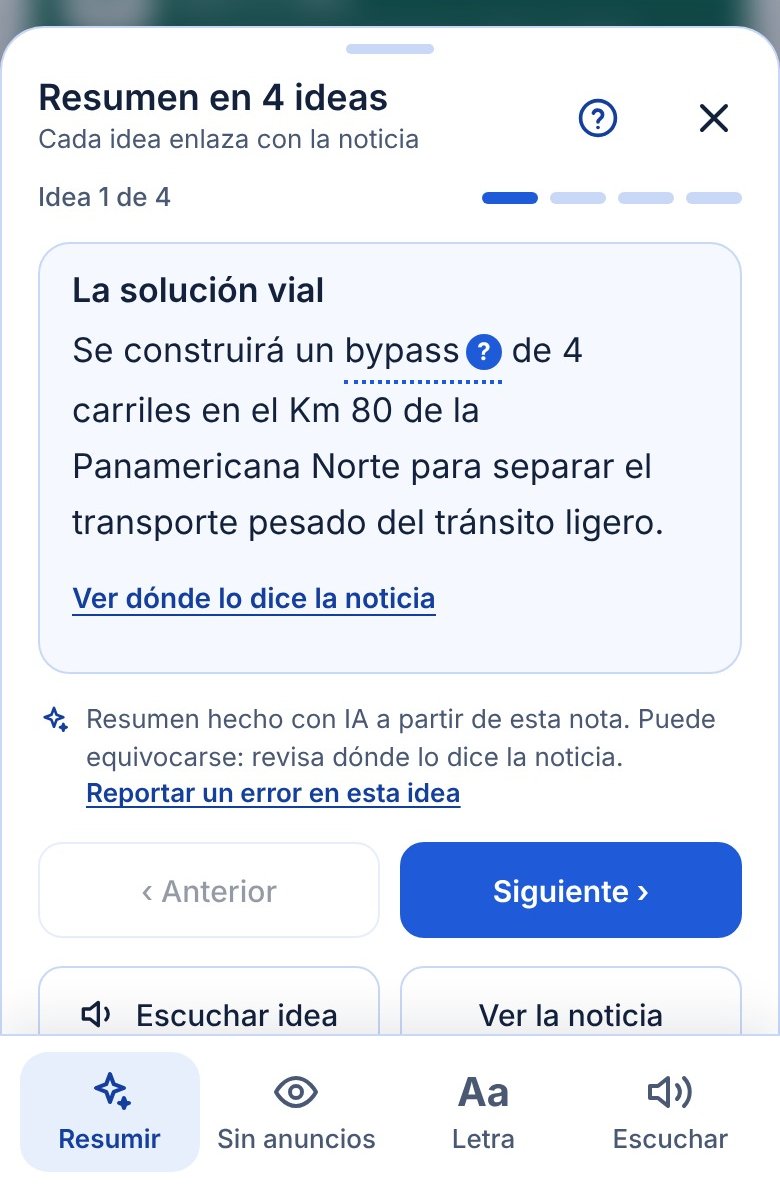 Resumen en 4 ideas
Cada idea enlaza con la noticia
?
Idea 1 de 4
La solución vial
Se construirá un bypass ? de 4
carriles en el Km 80 de la
Panamericana Norte para separar el
transporte pesado del tránsito ligero.
Ver dónde lo dice la noticia
Resumen hecho con IA a partir de esta nota. Puede
equivocarse: revisa dónde lo dice la noticia.
Reportar un error en esta idea
‹ Anterior
Siguiente ›
Escuchar idea
Ver la noticia
Resumir
Sin anuncios
Aa
Letra
Escuchar